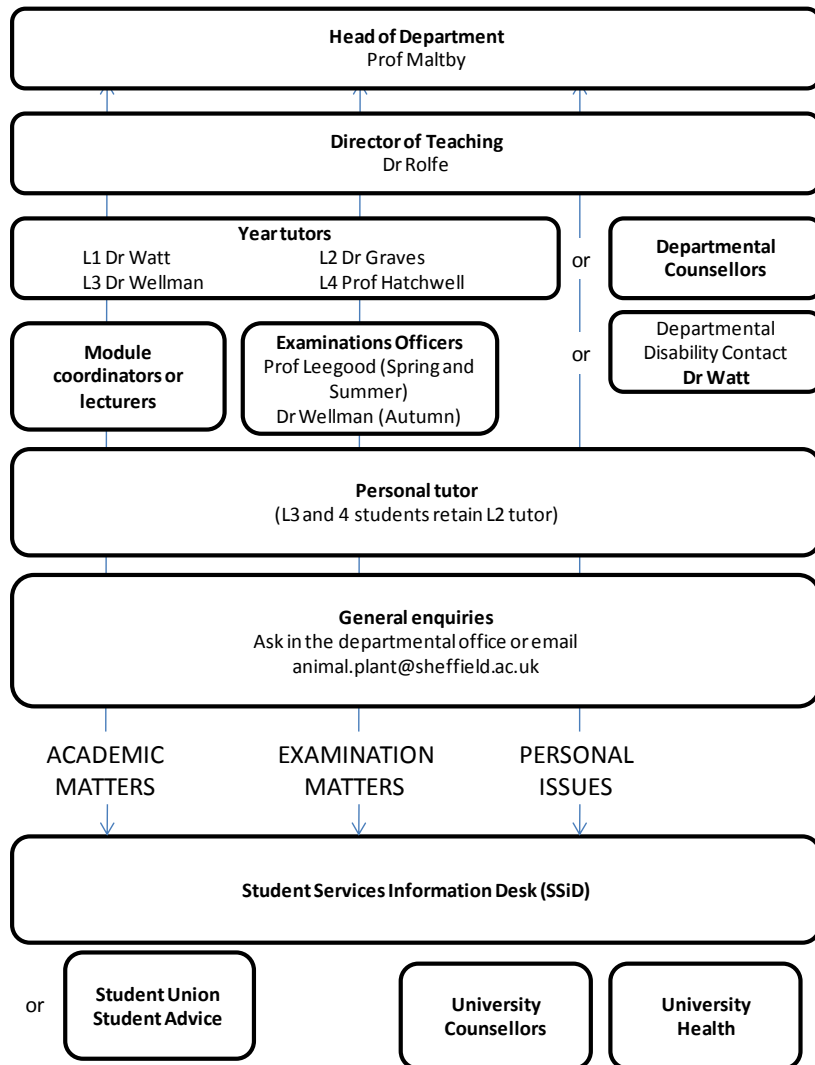 Head of Department
Prof Maltby
Director of Teaching
Dr Rolfe
Year tutors
L1 Dr Watt
L2 Dr Graves
L3 Dr Wellman
L4 Prof Hatchwell
or
Departmental
Counsellors
Module
coordinators or
lecturers
Examinations Officers
Prof Leegood (Spring and
Summer)
Dr Wellman (Autumn)
or
Departmental
Disability Contact
Dr Watt
Personal tutor
(L3 and 4 students retain L2 tutor)
General enquiries
Ask in the departmental office or email
animal.plant@sheffield.ac.uk
ACADEMIC
MATTERS
EXAMINATION
MATTERS
PERSONAL
ISSUES
Student Services Information Desk (SSiD)
or
Student Union
Student Advice
University
Counsellors
University
Health